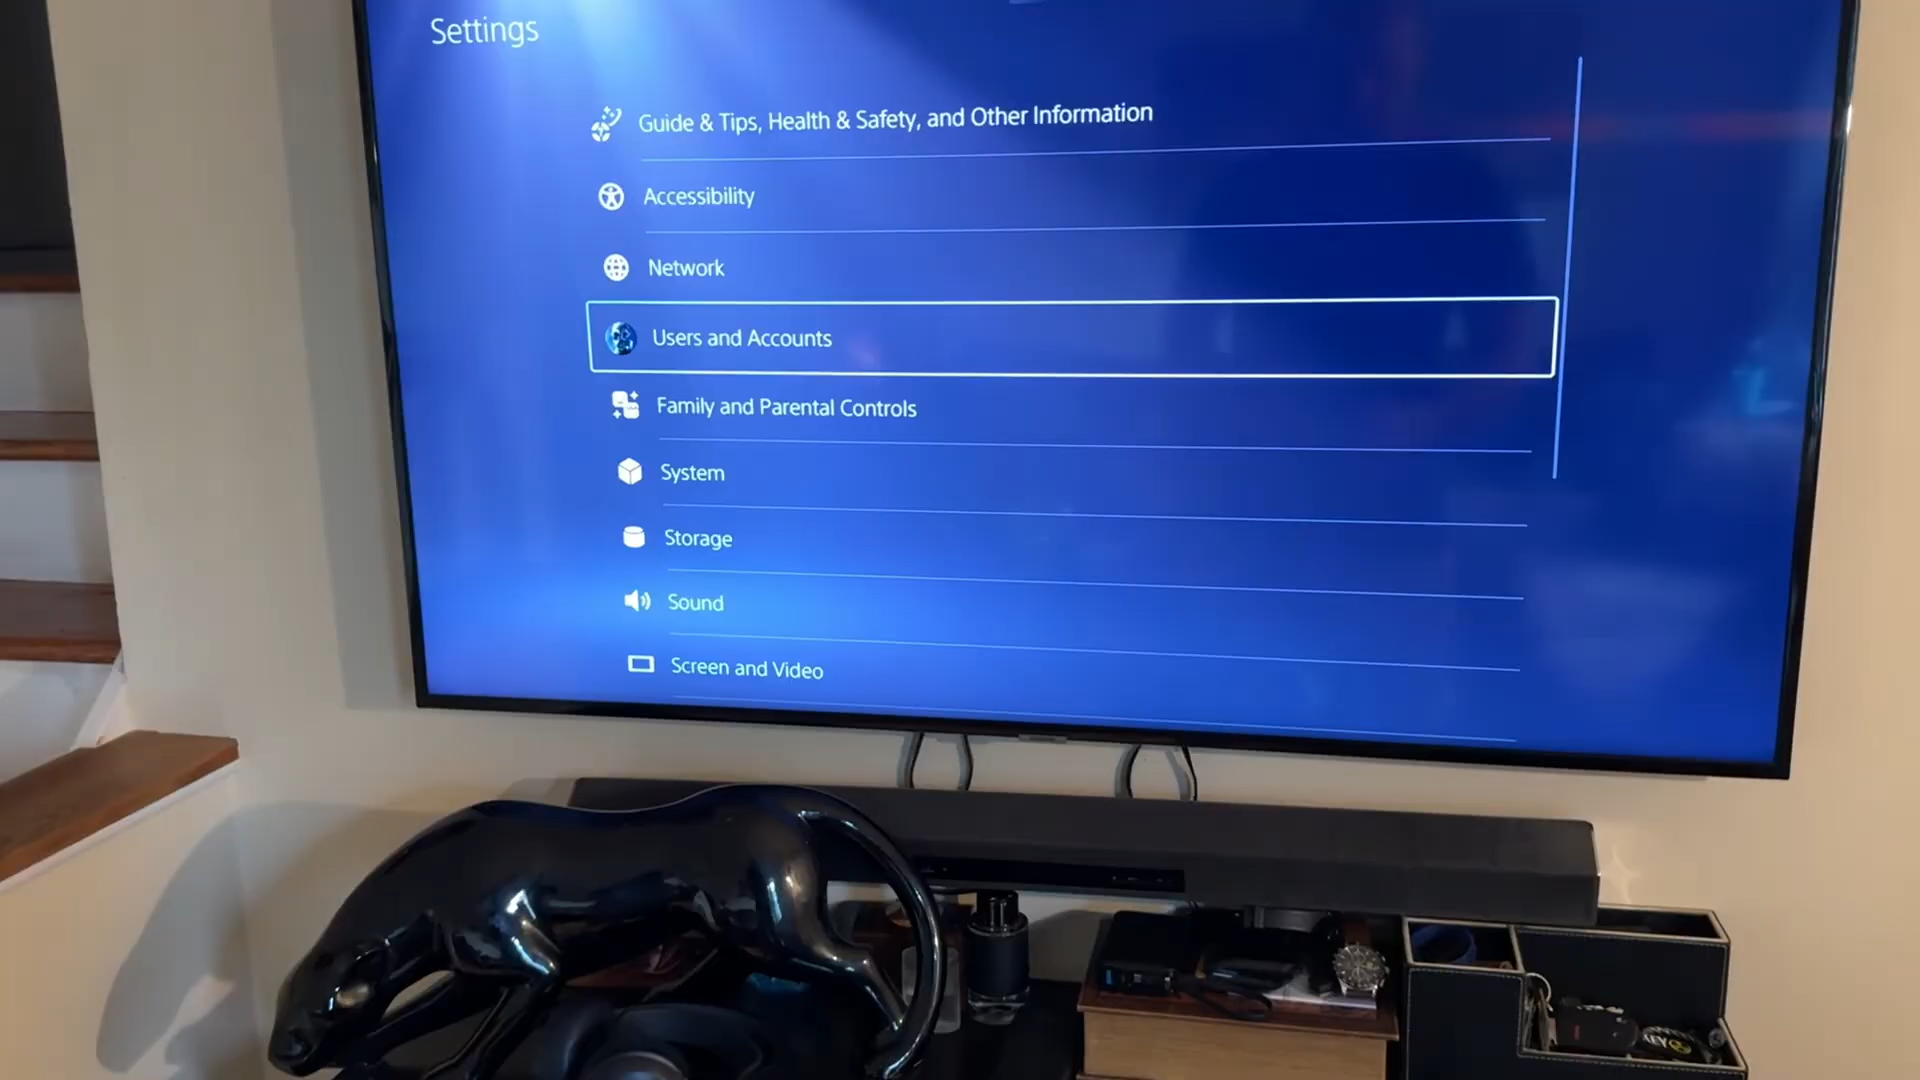 Settings
Guide & Tips, Health & Safety, and Other Information
Accessibility
Network
Users and Accounts
Family and Parental Controls
System
Storage
Sound
Screen and Video